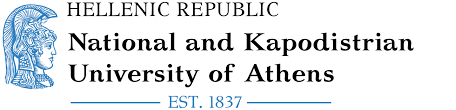 HELLENIC REPUBLIC
National and Kapodistrian
University of Athens
EST. 1837